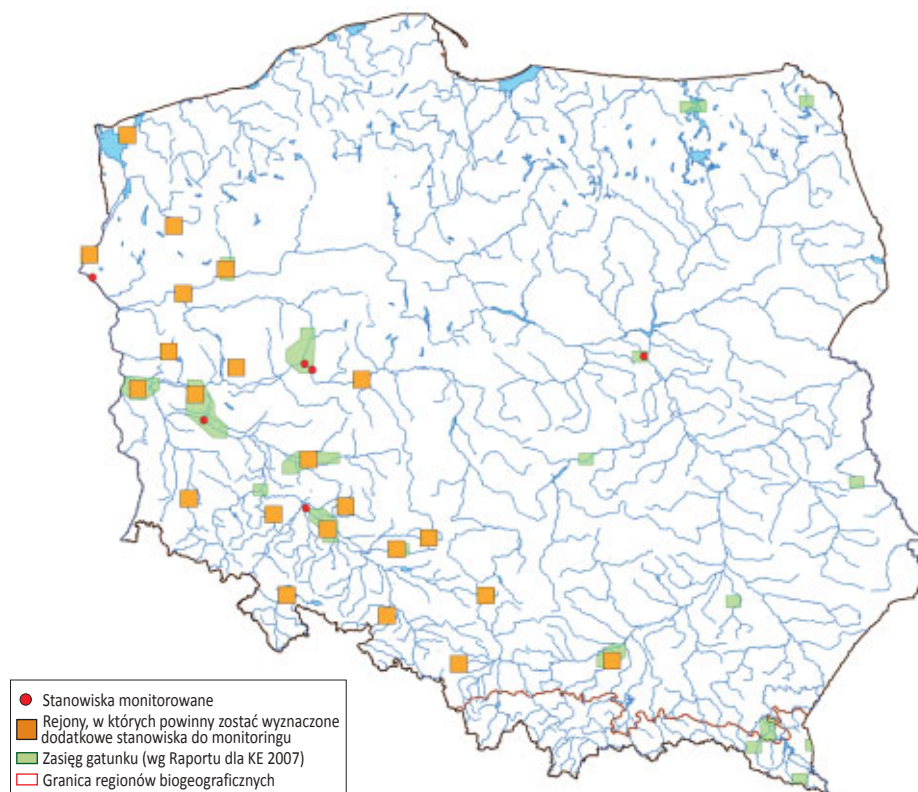 Stanowiska monitorowane
Rejony, w których powinny zostać wyznaczone
dodatkowe stanowiska do monitoringu
Zasięg gatunku (wg Raportu dla KE 2007)
Granica regionów biogeograficznych